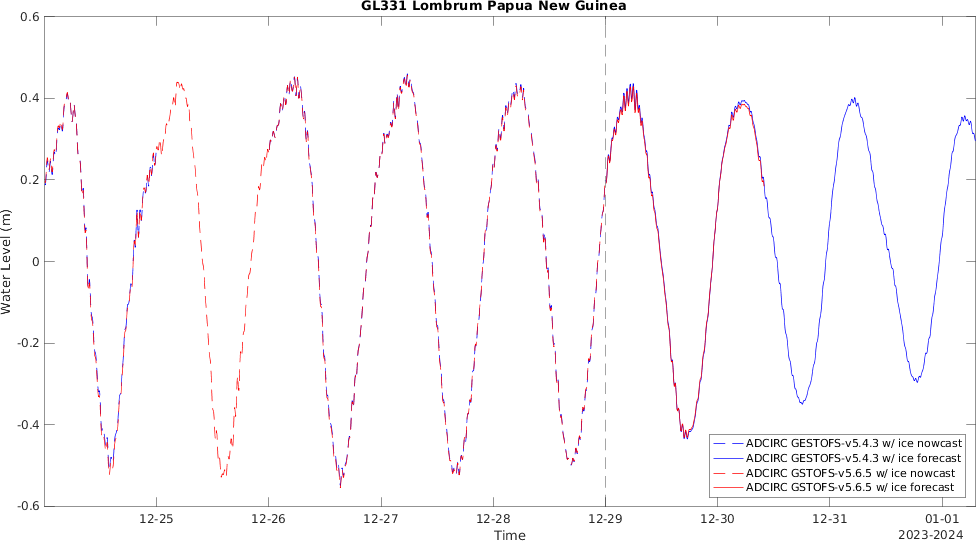 GL331 Lombrum Papua New Guinea
0.6
0.4
0.2
0
-0.2
-0.4
-0.6
Water Level (m)
ADCIRC GESTOFS-v5.4.3 w/ ice nowcast
ADCIRC GESTOFS-v5.4.3 w/ ice forecast
ADCIRC GSTOFS-v5.6.5 w/ ice nowcast
ADCIRC GSTOFS-v5.6.5 w/ ice forecast
12-25 12-26 12-27 12-28 12-29 12-30 12-31 01-01
Time
2023-2024